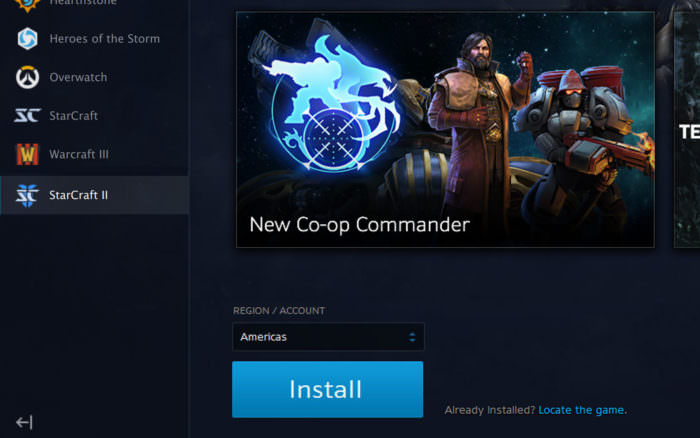 Hearthstone
Heroes of the Storm
Overwatch
StarCraft
Warcraft III
StarCraft II
New Co-op Commander
TE
REGION / ACCOUNT
Americas
Install
Already Installed? Locate the game.